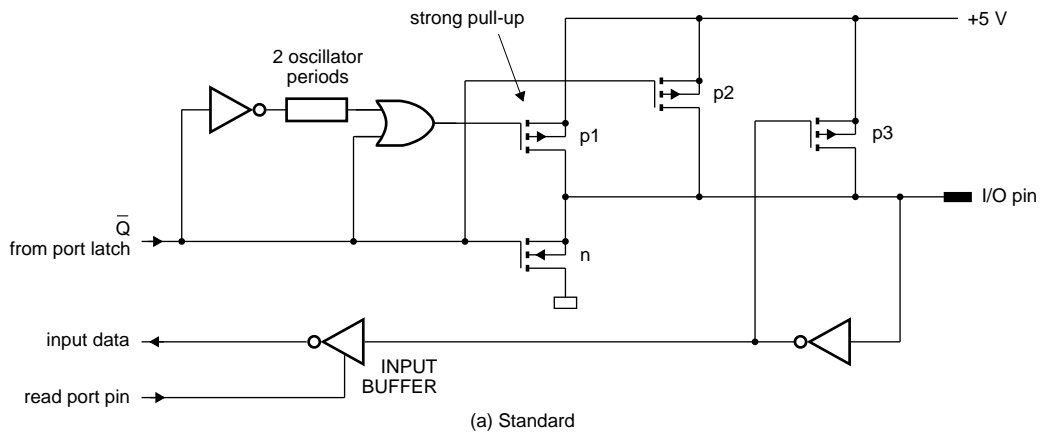 strong pull-up
+5 V
2 oscillator
periods
p2
p1
p3
I/O pin
Q̅
from port latch
n
input data
INPUT
BUFFER
read port pin
(a) Standard